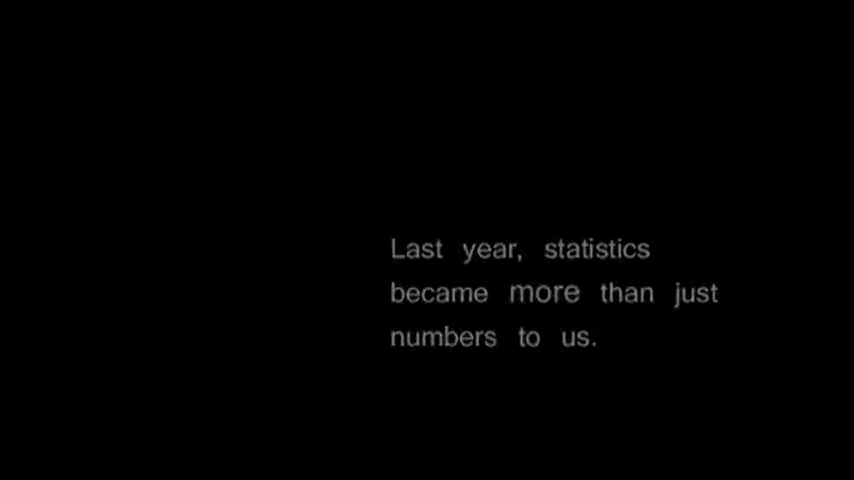 Last year, statistics
became more than just
numbers to us.